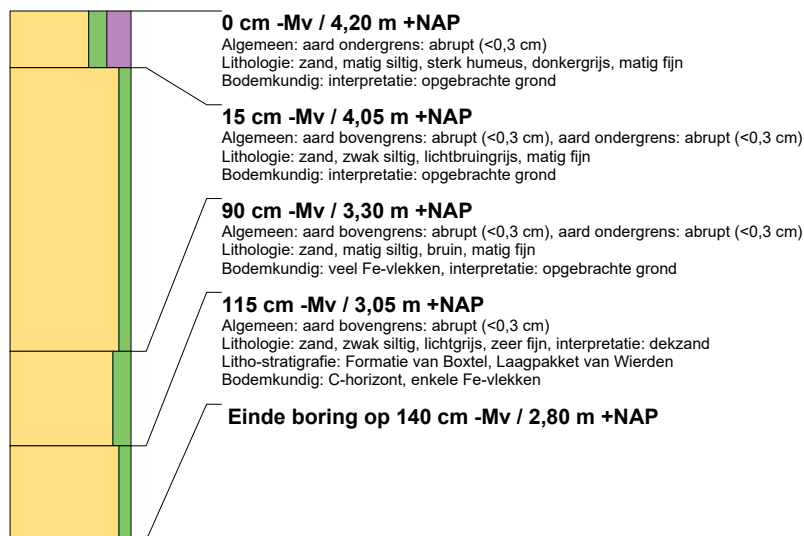 0 cm -Mv / 4,20 m +NAP
Algemeen: aard ondergrens: abrupt (<0,3 cm)
Lithologie: zand, matig siltig, sterk humeus, donkergrijs, matig fijn
Bodemkundig: interpretatie: opgebrachte grond
15 cm -Mv / 4,05 m +NAP
Algemeen: aard bovengrens: abrupt (<0,3 cm), aard ondergrens: abrupt (<0,3 cm)
Lithologie: zand, zwak siltig, lichtbruingrijs, matig fijn
Bodemkundig: interpretatie: opgebrachte grond
90 cm -Mv / 3,30 m +NAP
Algemeen: aard bovengrens: abrupt (<0,3 cm), aard ondergrens: abrupt (<0,3 cm)
Lithologie: zand, matig siltig, bruin, matig fijn
Bodemkundig: veel Fe-vlekken, interpretatie: opgebrachte grond
115 cm -Mv / 3,05 m +NAP
Algemeen: aard bovengrens: abrupt (<0,3 cm)
Lithologie: zand, zwak siltig, lichtgrijs, zeer fijn, interpretatie: dekzand
Litho-stratigrafie: Formatie van Boxtel, Laagpakket van Wierden
Bodemkundig: C-horizont, enkele Fe-vlekken
Einde boring op 140 cm -Mv / 2,80 m +NAP